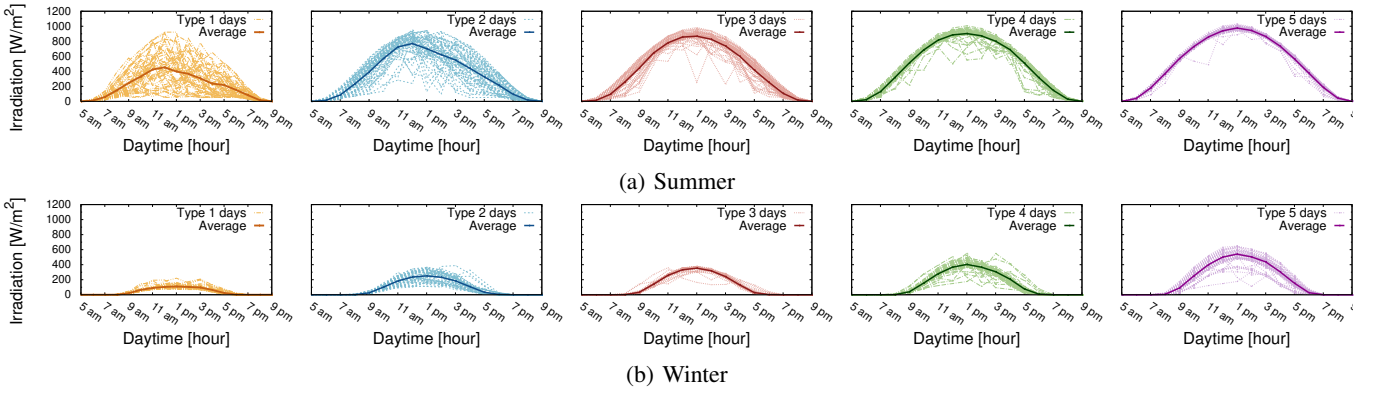 Irradiation [W/m²]
1200
1000
800
600
400
200
0
Type 1 days
Average
5 am
7 am
9 am
11 am
1 pm
3 pm
5 pm
7 pm
9 pm
Daytime [hour]
Type 2 days
Average
5 am
7 am
9 am
11 am
1 pm
3 pm
5 pm
7 pm
9 pm
Daytime [hour]
Type 3 days
Average
5 am
7 am
9 am
11 am
1 pm
3 pm
5 pm
7 pm
9 pm
Daytime [hour]
Type 4 days
Average
5 am
7 am
9 am
11 am
1 pm
3 pm
5 pm
7 pm
9 pm
Daytime [hour]
Type 5 days
Average
5 am
7 am
9 am
11 am
1 pm
3 pm
5 pm
7 pm
Daytime [hour]
(a) Summer
Irradiation [W/m²]
1200
1000
800
600
400
200
0
Type 1 days
Average
5 am
7 am
9 am
11 am
1 pm
3 pm
5 pm
7 pm
9 pm
Daytime [hour]
Type 2 days
Average
5 am
7 am
9 am
11 am
1 pm
3 pm
5 pm
7 pm
9 pm
Daytime [hour]
Type 3 days
Average
5 am
7 am
9 am
11 am
1 pm
3 pm
5 pm
7 pm
9 pm
Daytime [hour]
Type 4 days
Average
5 am
7 am
9 am
11 am
1 pm
3 pm
5 pm
7 pm
9 pm
Daytime [hour]
Type 5 days
Average
5 am
7 am
9 am
11 am
1 pm
3 pm
5 pm
7 pm
Daytime [hour]
(b) Winter